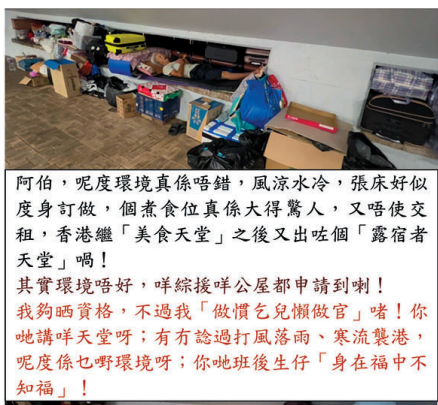 阿伯，呢度環境真係唔錯，風涼水冷，張床好似
度身訂做，個煮食位真係大得驚人，又唔使交
租，香港繼「美食天堂」之後又出咗個「露宿者
天堂」喎！
其實環境唔好，咩綜援咩公屋都申請到喇！
我夠晒資格，不過我「做慣乞兒懶做官」啫！你
哋講咩天堂呀；有冇諗過打風落雨、寒流襲港，
呢度係乜嘢環境呀；你哋班後生仔「身在福中不
知福」！